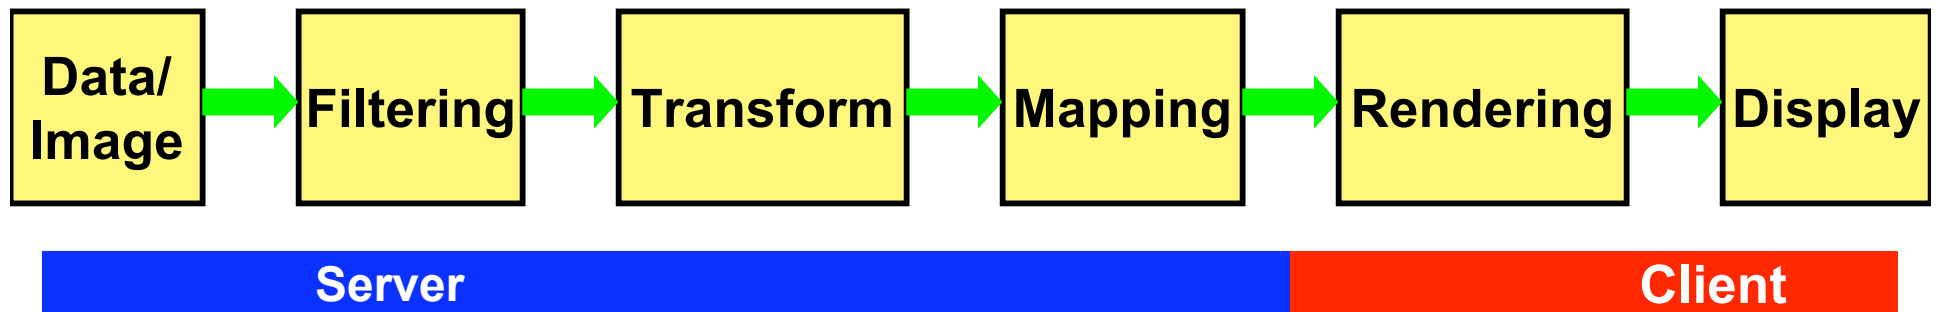 Data/
Image
Filtering
Transform
Mapping
Rendering
Display
Server
Client